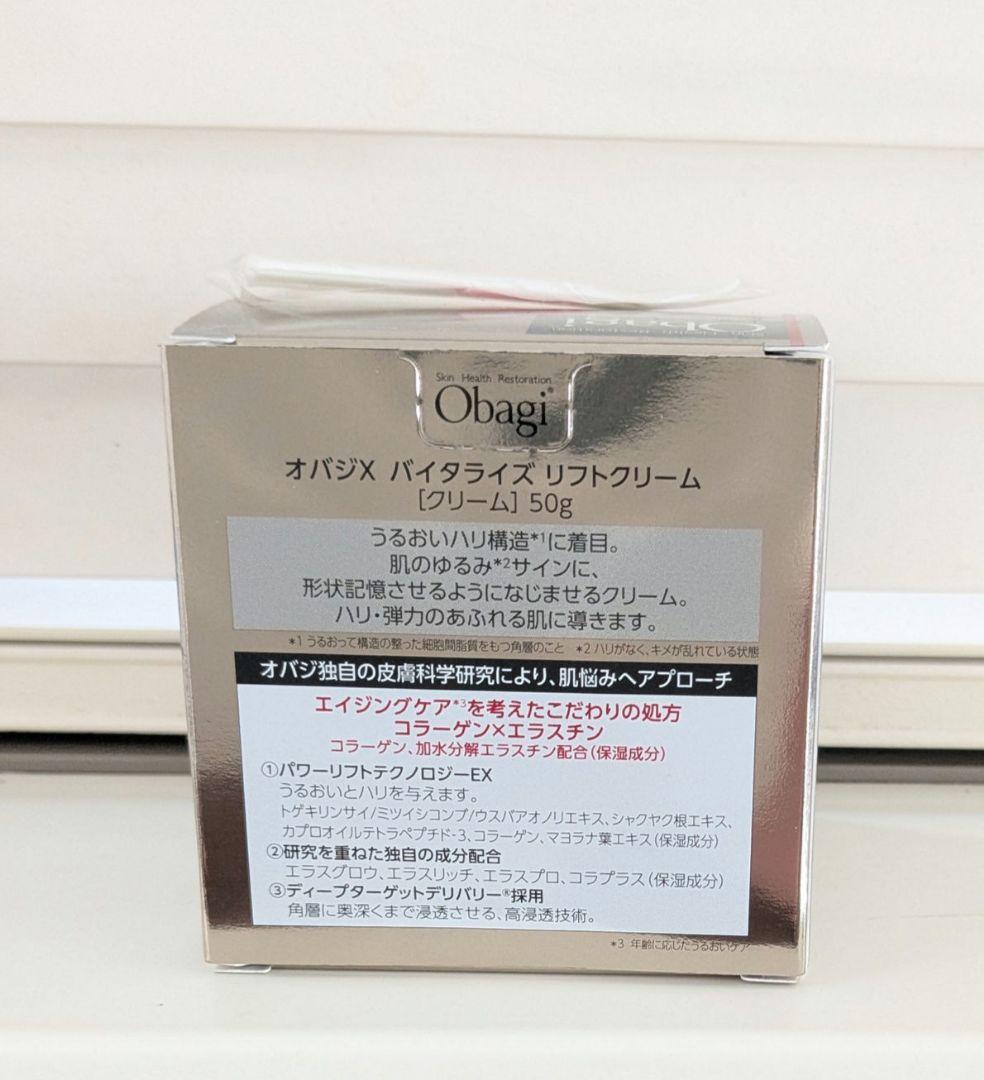 Obagi
Skin Health Restoration
Obagi®
オバジX バイタライズ リフトクリーム
[クリーム] 50g
うるおいハリ構造*1に着目。
肌のゆるみ*2サインに、
形状記憶させるようになじませるクリーム。
ハリ・弾力のあふれる肌に導きます。
*1 うるおって構造の整った細胞間脂質をもつ角層のこと *2 ハリがなく、キメが乱れている状態
オバジ独自の皮膚科学研究により、肌悩みへアプローチ
エイジングケア*3を考えたこだわりの処方
コラーゲン×エラスチン
コラーゲン、加水分解エラスチン配合(保湿成分)
①パワーリフトテクノロジーEX
うるおいとハリを与えます。
トゲキリンサイ/ミツイシコンブ/ウスバアオノリエキス、シャクヤク根エキス、
カプロオイルテトラペプチド-3、コラーゲン、マヨラナ葉エキス(保湿成分)
②研究を重ねた独自の成分配合
エラスグロウ、エラスリッチ、エラスプロ、コラプラス(保湿成分)
③ディープターゲットデリバリー®採用
角層に奥深くまで浸透させる、高浸透技術。
*3 年齢に応じたうるおいケア